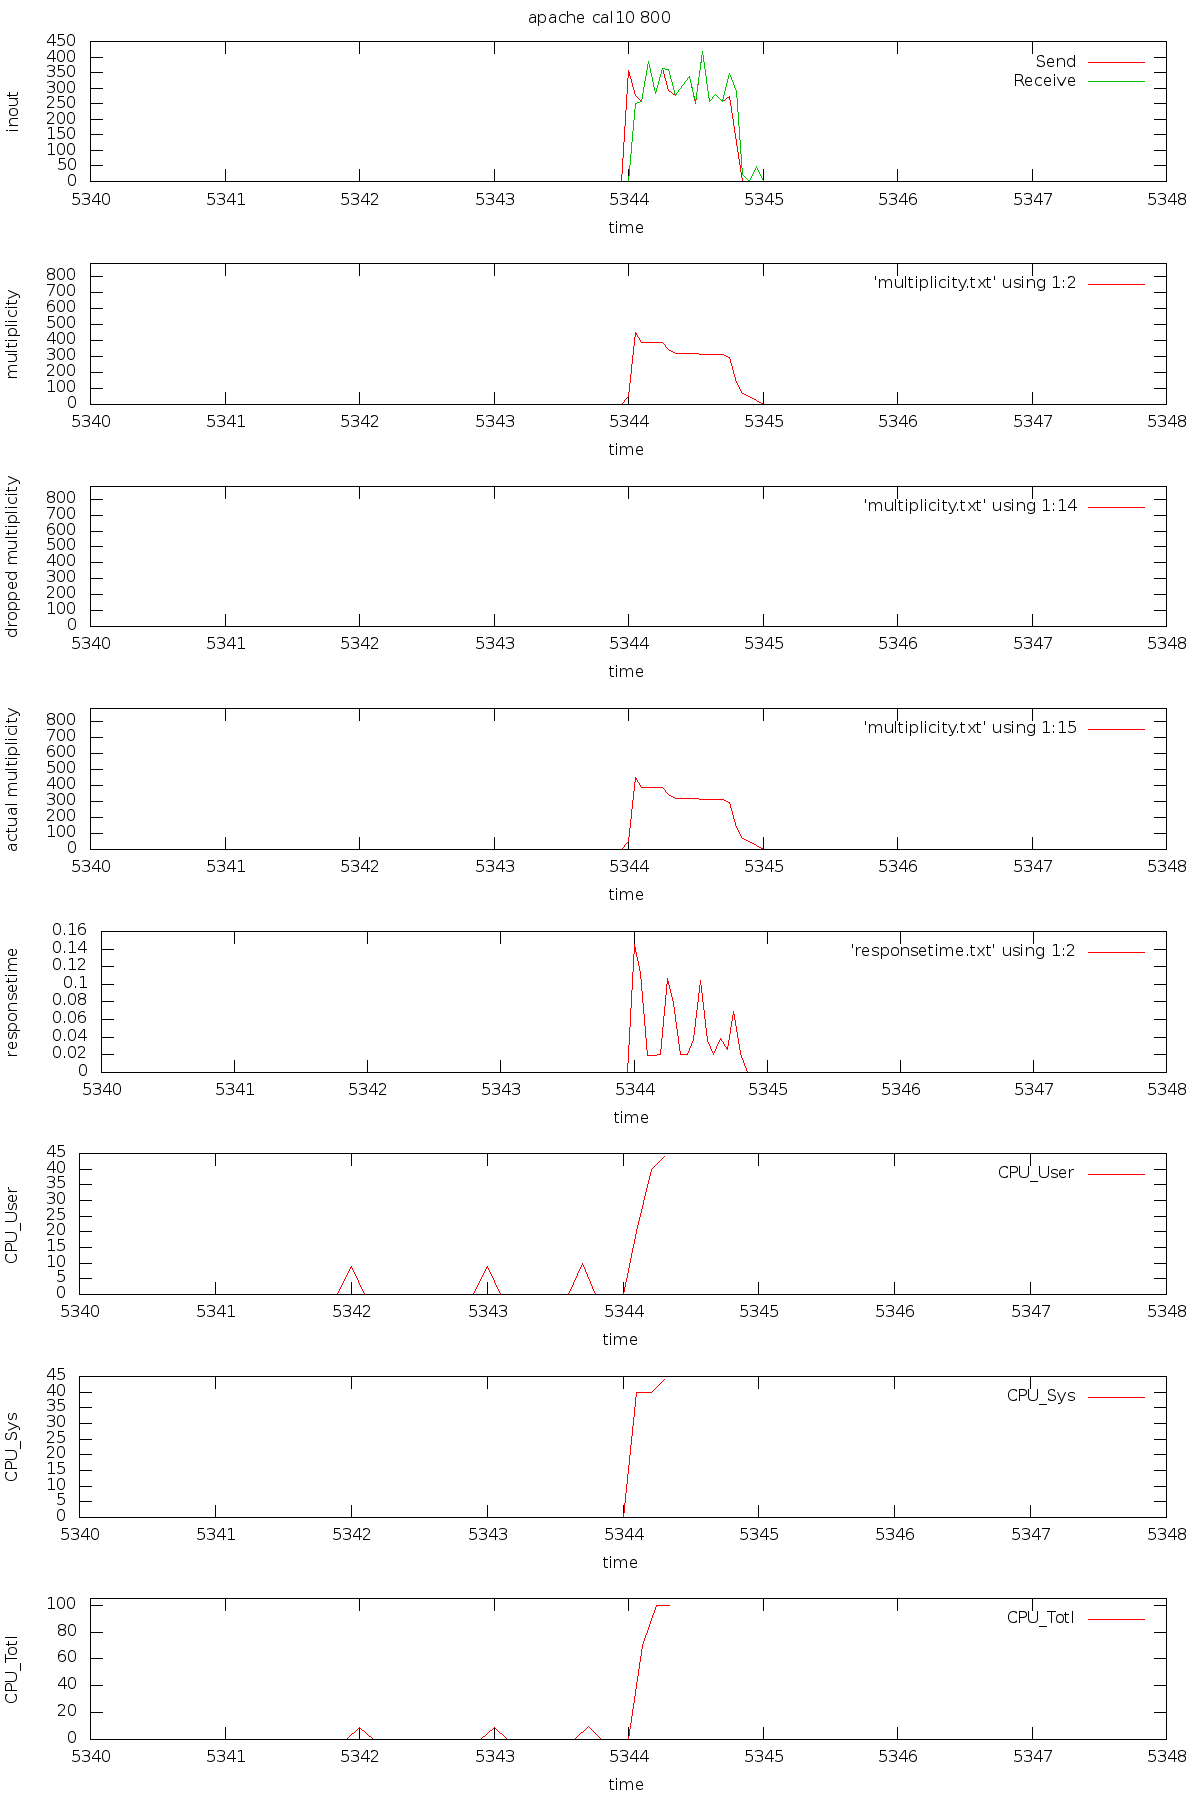 apache cal10 800
inout
450
400
350
300
250
200
150
100
50
0
Send
Receive
5340 5341 5342 5343 5344 5345 5346 5347 5348
time
multiplicity
800
700
600
500
400
300
200
100
0
'multiplicity.txt' using 1:2
5340 5341 5342 5343 5344 5345 5346 5347 5348
time
dropped multiplicity
800
700
600
500
400
300
200
100
0
'multiplicity.txt' using 1:14
5340 5341 5342 5343 5344 5345 5346 5347 5348
time
actual multiplicity
800
700
600
500
400
300
200
100
0
'multiplicity.txt' using 1:15
5340 5341 5342 5343 5344 5345 5346 5347 5348
time
responsetime
0.16
0.14
0.12
0.1
0.08
0.06
0.04
0.02
0
'responsetime.txt' using 1:2
5340 5341 5342 5343 5344 5345 5346 5347 5348
time
CPU_User
45
40
35
30
25
20
15
10
5
0
CPU_User
5340 5341 5342 5343 5344 5345 5346 5347 5348
time
CPU_Sys
45
40
35
30
25
20
15
10
5
0
CPU_Sys
5340 5341 5342 5343 5344 5345 5346 5347 5348
time
CPU_Totl
100
80
60
40
20
0
CPU_Totl
5340 5341 5342 5343 5344 5345 5346 5347 5348
time